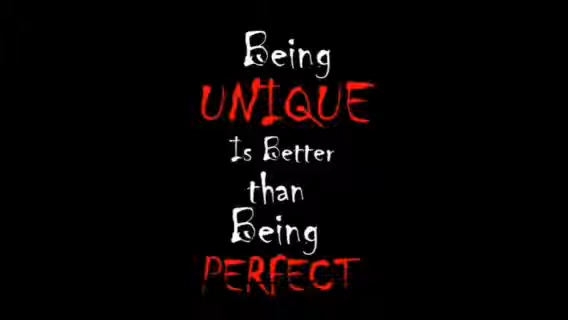 Being
UNIQUE
Is Better
than
Being
PERFECT